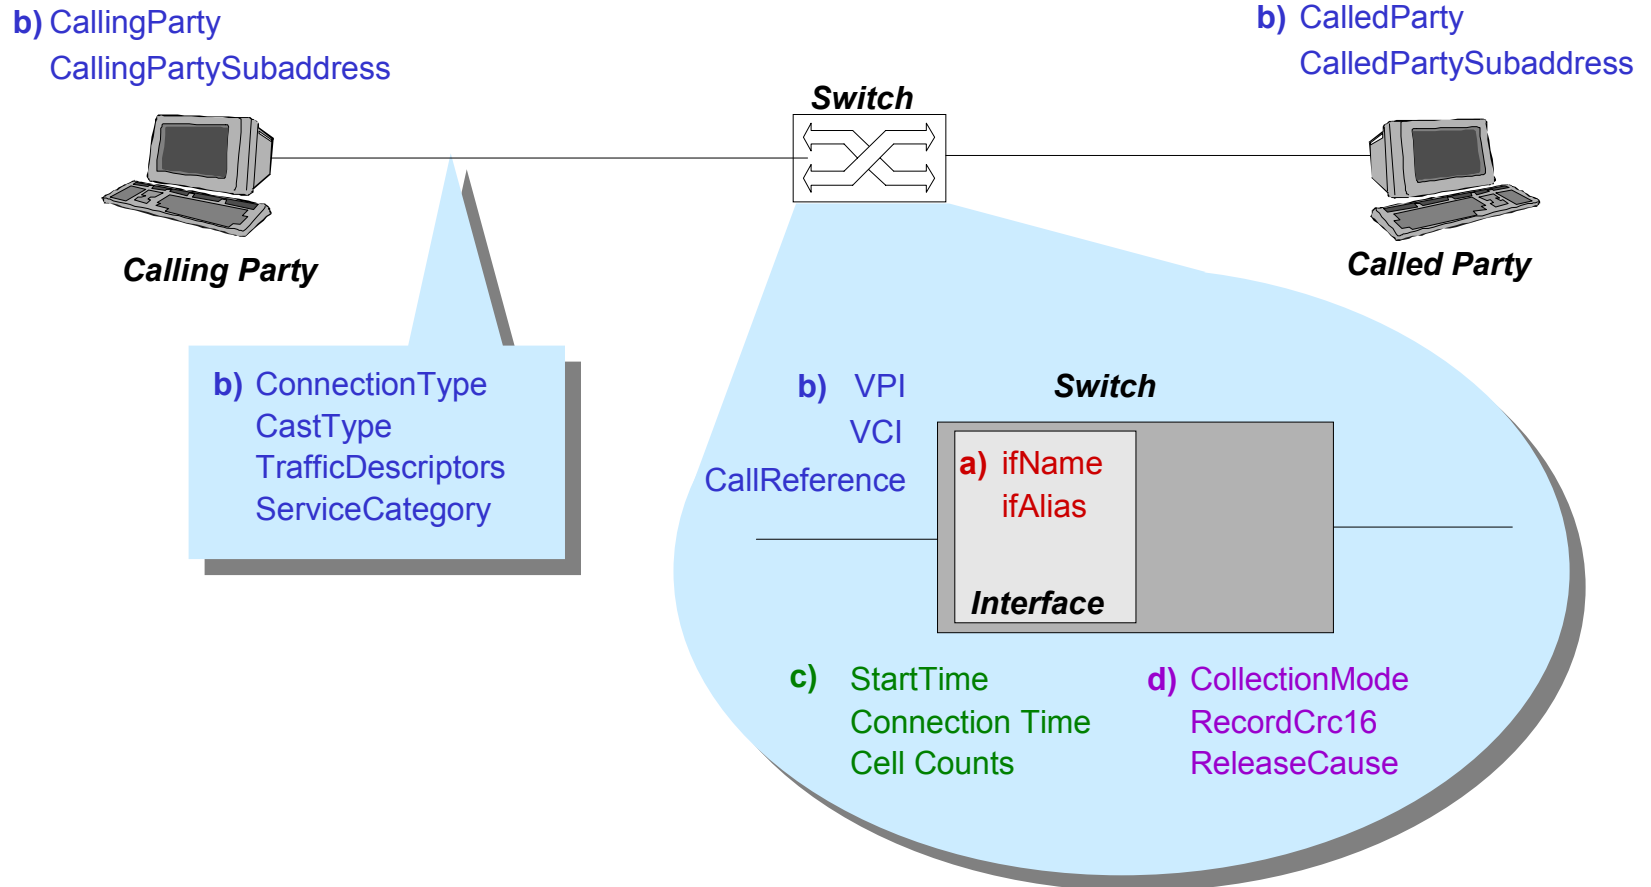 b) CallingParty
CallingPartySubaddress
b) CalledParty
CalledPartySubaddress
Switch
Calling Party
Called Party
b) ConnectionType
CastType
TrafficDescriptors
ServiceCategory
b) VPI
VCI
CallReference
Switch
a) ifName
ifAlias
Interface
c) StartTime
Connection Time
Cell Counts
d) CollectionMode
RecordCrc16
ReleaseCause